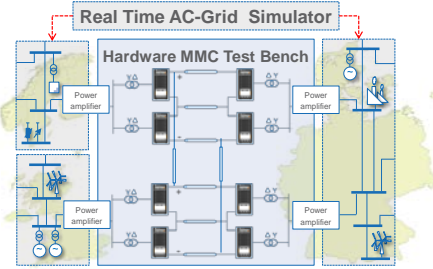 Real Time AC-Grid Simulator
Hardware MMC Test Bench
Power
amplifier
Power
amplifier
+
−
Power
amplifier
Power
amplifier
+
−